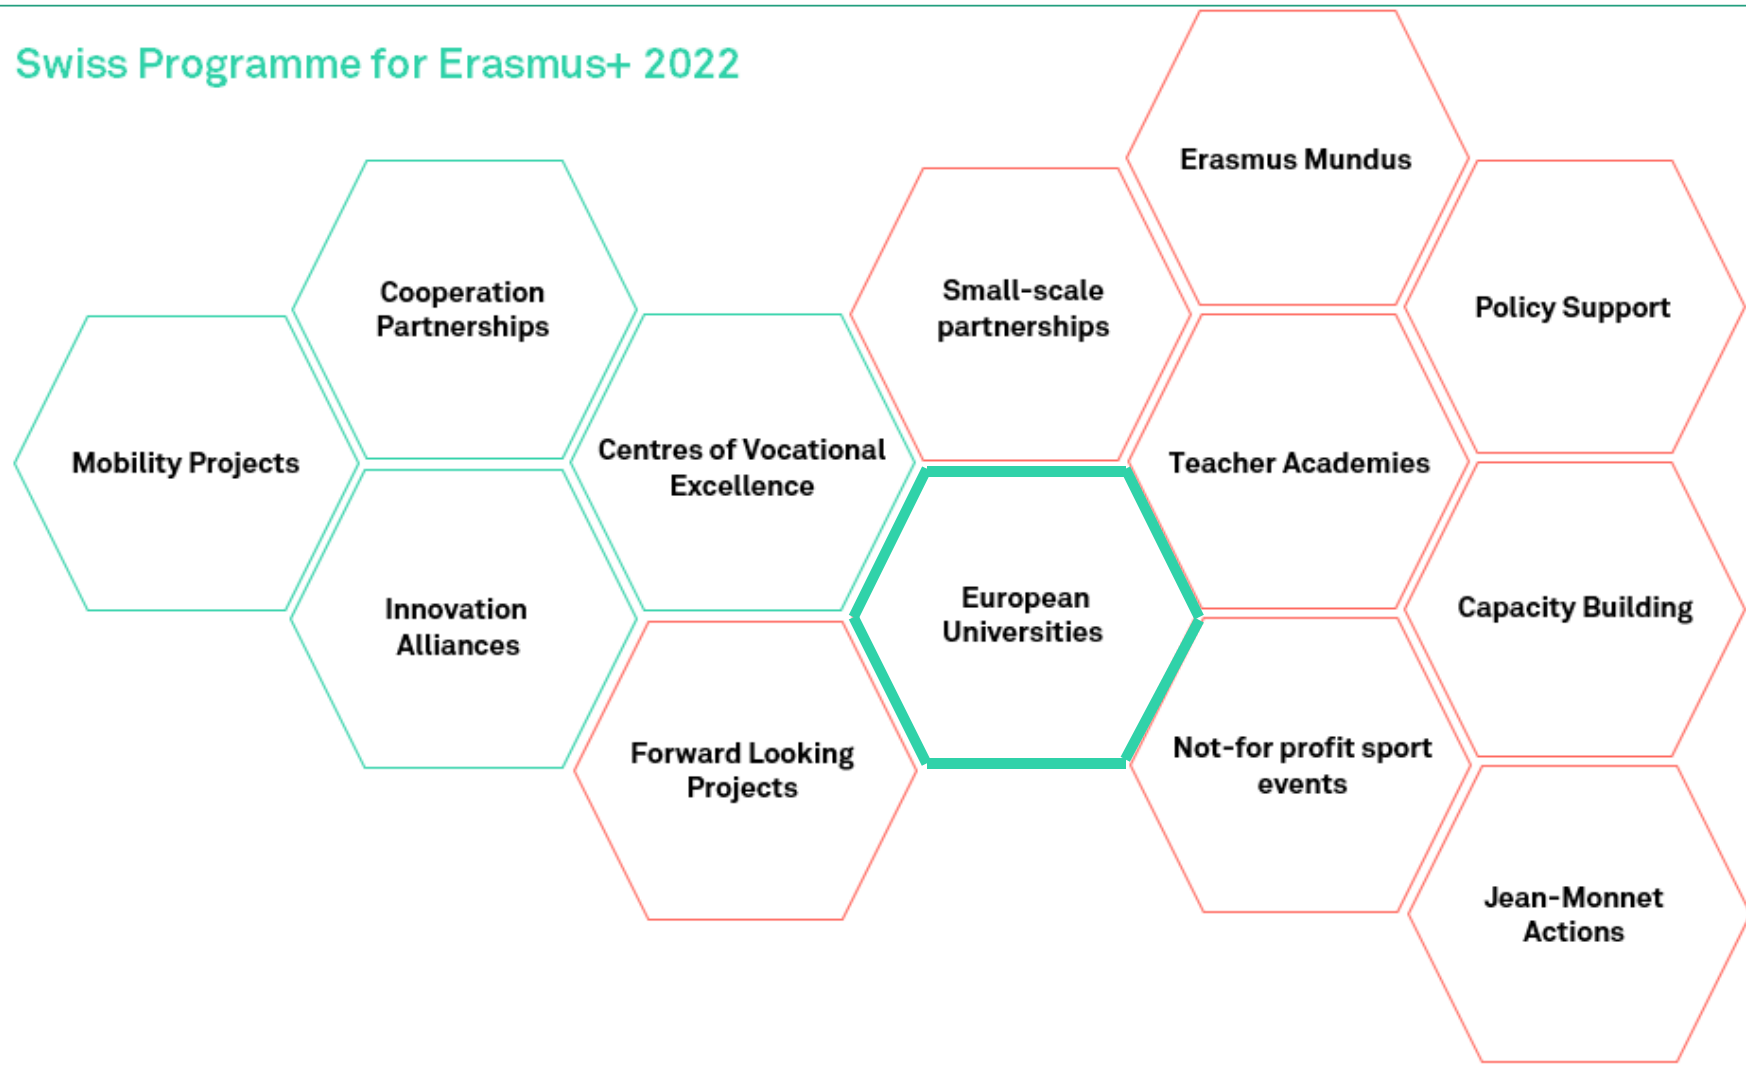 Swiss Programme for Erasmus+ 2022
Erasmus Mundus
Cooperation
Partnerships
Small-scale
partnerships
Policy Support
Mobility Projects
Centres of Vocational
Excellence
Teacher Academies
Innovation
Alliances
European
Universities
Capacity Building
Forward Looking
Projects
Not-for profit sport
events
Jean-Monnet
Actions